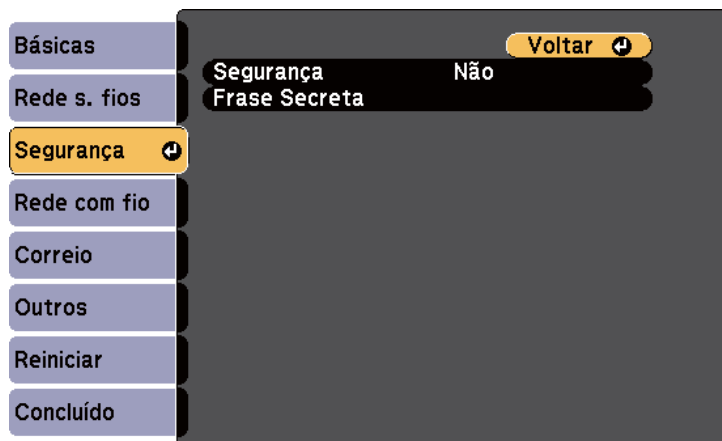 Básicas
Rede s. fios
Segurança
Rede com fio
Correio
Outros
Reiniciar
Concluído
Voltar
Segurança Não
Frase Secreta